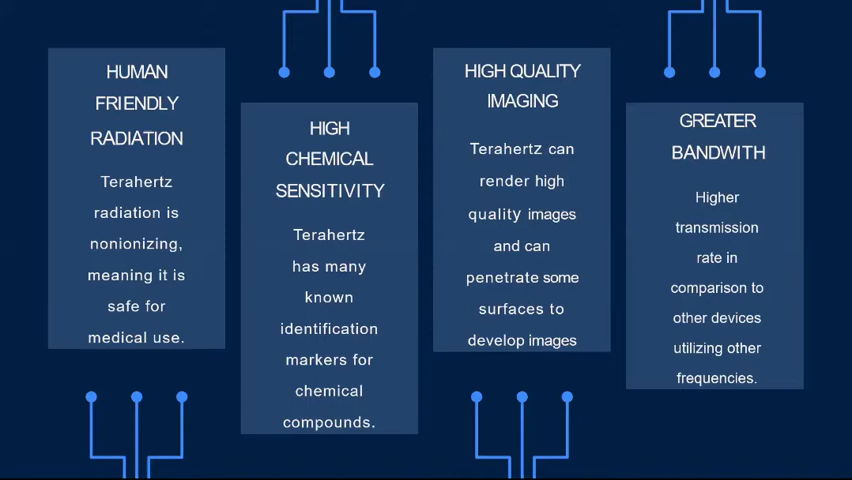 HUMAN
FRIENDLY
RADIATION
Terahertz
radiation is
nonionizing,
meaning it is
safe for
medical use.
HIGH
CHEMICAL
SENSITIVITY
Terahertz
has many
known
identification
markers for
chemical
compounds.
HIGH QUALITY
IMAGING
Terahertz can
render high
quality images
and can
penetrate some
surfaces to
develop images
GREATER
BANDWITH
Higher
transmission
rate in
comparison to
other devices
utilizing other
frequencies.